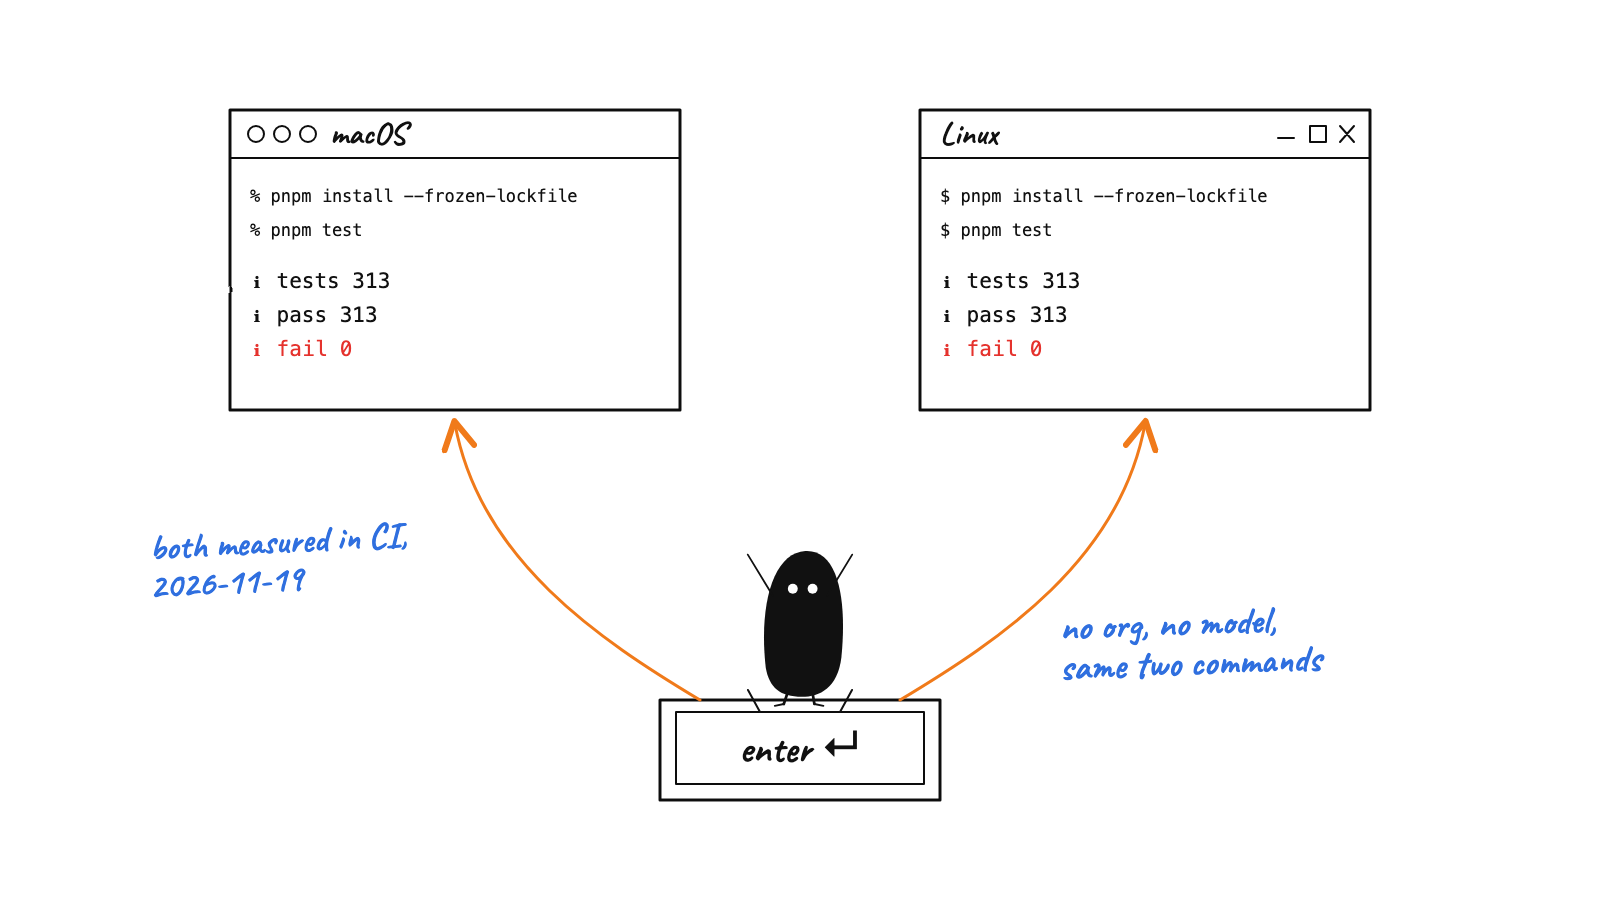 macOS
% pnpm install --frozen-lockfile
% pnpm test
ℹ tests 313
ℹ pass 313
ℹ fail 0
Linux
$ pnpm install --frozen-lockfile
$ pnpm test
ℹ tests 313
ℹ pass 313
ℹ fail 0
both measured in CI,
2026-11-19
no org, no model,
same two commands
enter ↵